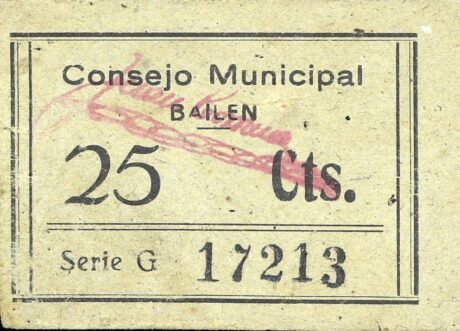 Consejo Municipal
BAILEN
25 Cts.
Serie G 17213